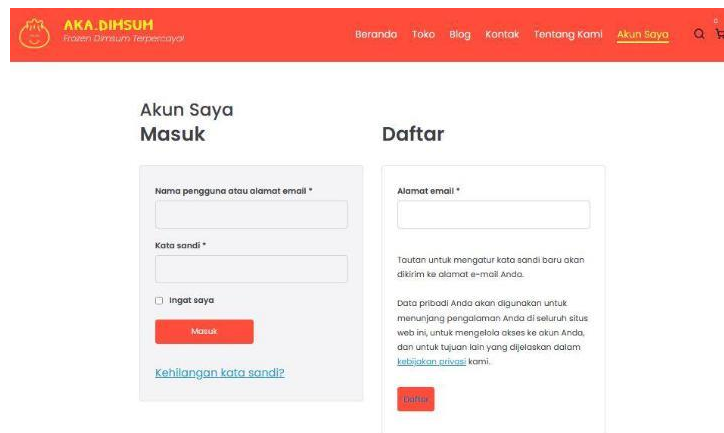 AKA.DIMSUM
Frozen Dimsum Terpercaya!
Beranda Toko Blog Kontak Tentang Kami Akun Saya
0
Akun Saya
Masuk
Nama pengguna atau alamat email *
Kata sandi *
Ingat saya
Masuk
Kehilangan kata sandi?
Daftar
Alamat email *
Tautan untuk mengatur kata sandi baru akan
dikirim ke alamat e-mail Anda.
Data pribadi Anda akan digunakan untuk
menunjang pengalaman Anda di seluruh situs
web ini, untuk mengelola akses ke akun Anda,
dan untuk tujuan lain yang dijelaskan dalam
kebijakan privasi kami.
Daftar